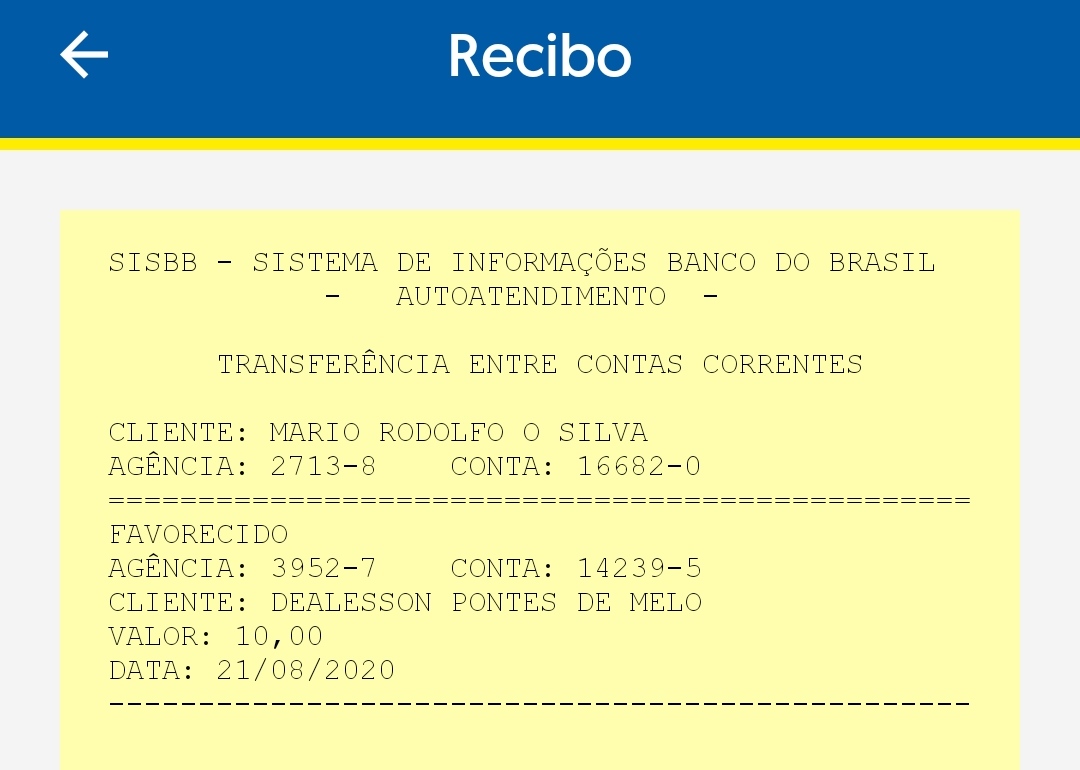 Recibo
SISBB - SISTEMA DE INFORMAÇÕES BANCO DO BRASIL
- AUTOATENDIMENTO -
TRANSFERÊNCIA ENTRE CONTAS CORRENTES
CLIENTE: MARIO RODOLFO O SILVA
AGÊNCIA: 2713-8 CONTA: 16682-0
================================================
FAVORECIDO
AGÊNCIA: 3952-7 CONTA: 14239-5
CLIENTE: DEALESSON PONTES DE MELO
VALOR: 10,00
DATA: 21/08/2020
------------------------------------------------